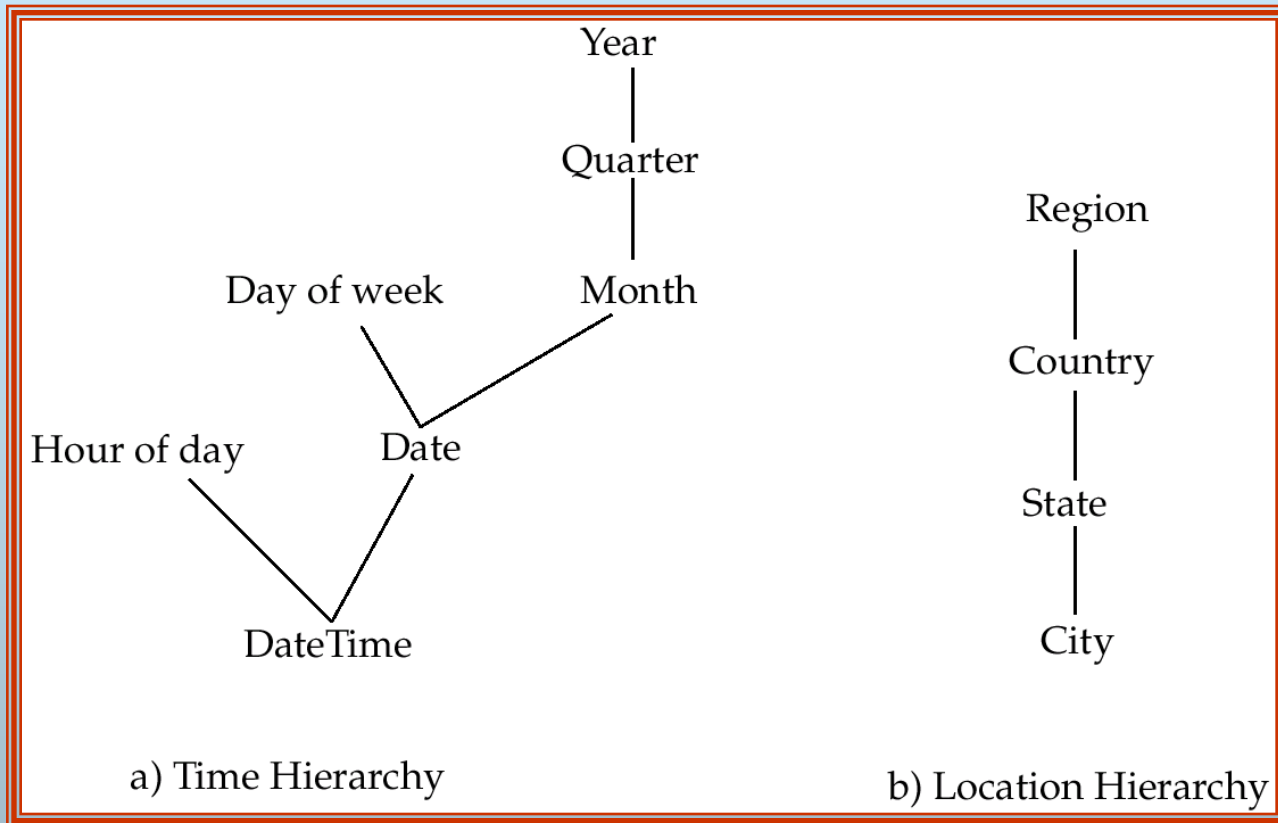 Year
Quarter
Region
Day of week
Month
Country
Hour of day
Date
State
DateTime
City
a) Time Hierarchy
b) Location Hierarchy